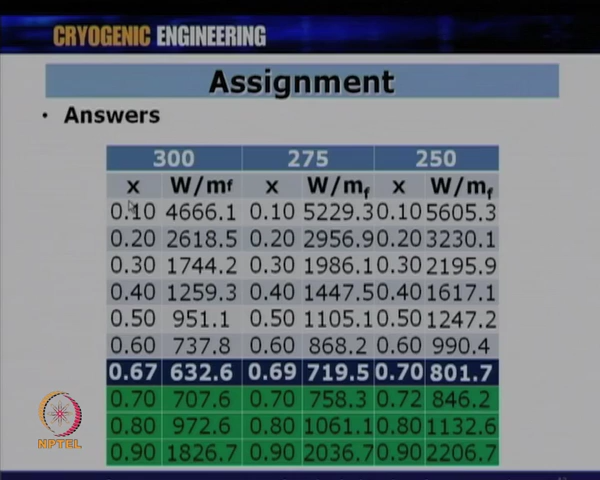 CRYOGENIC ENGINEERING
Assignment
• Answers
300 275 250
x W/mf x W/mf x W/mf
0.10 4666.1 0.10 5229.3 0.10 5605.3
0.20 2618.5 0.20 2956.9 0.20 3230.1
0.30 1744.2 0.30 1986.1 0.30 2195.9
0.40 1259.3 0.40 1447.5 0.40 1617.1
0.50 951.1 0.50 1105.1 0.50 1247.2
0.60 737.8 0.60 868.2 0.60 990.4
0.67 632.6 0.69 719.5 0.70 801.7
0.70 707.6 0.70 758.3 0.72 846.2
0.80 972.6 0.80 1061.1 0.80 1132.6
0.90 1826.7 0.90 2036.7 0.90 2206.7
NPTEL